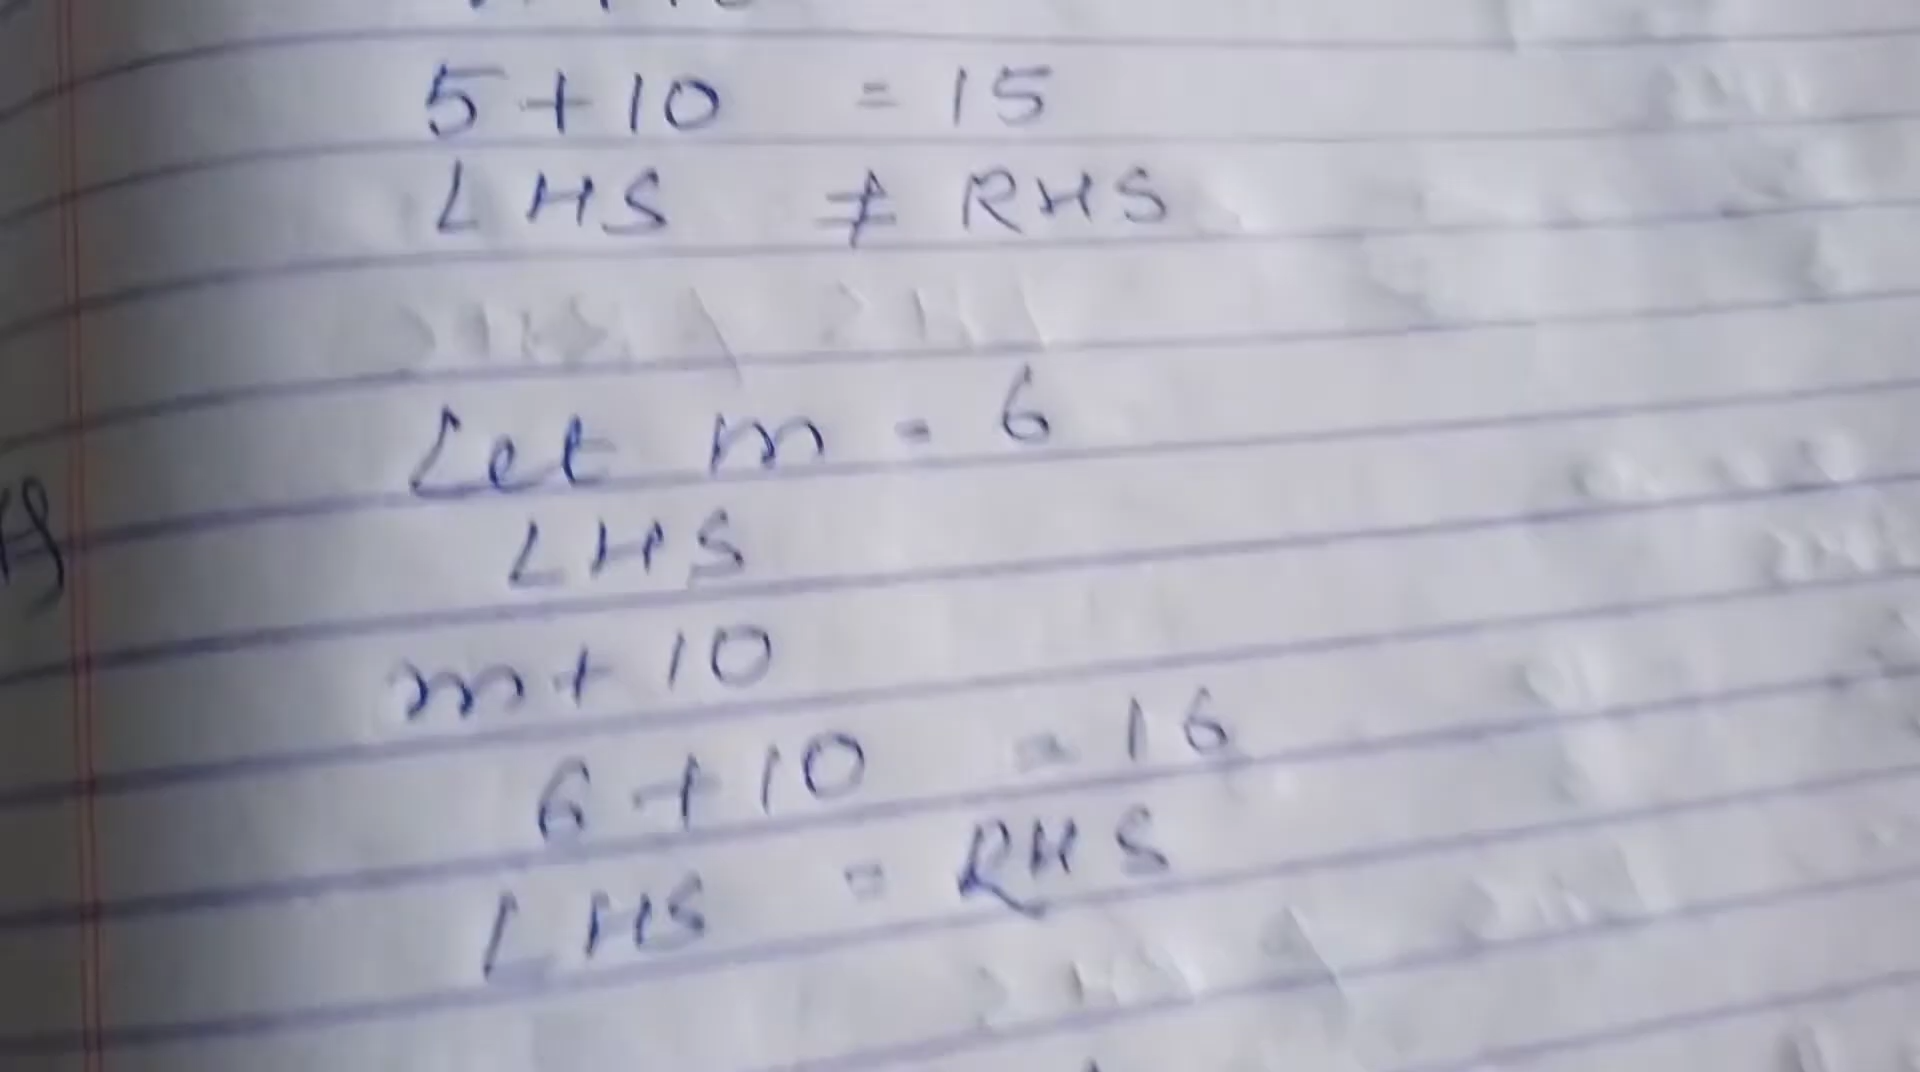 5+10 = 15
LHS ≠ RHS
Let m = 6
LHS
m+ 10
6+10 = 16
LHS = RHS